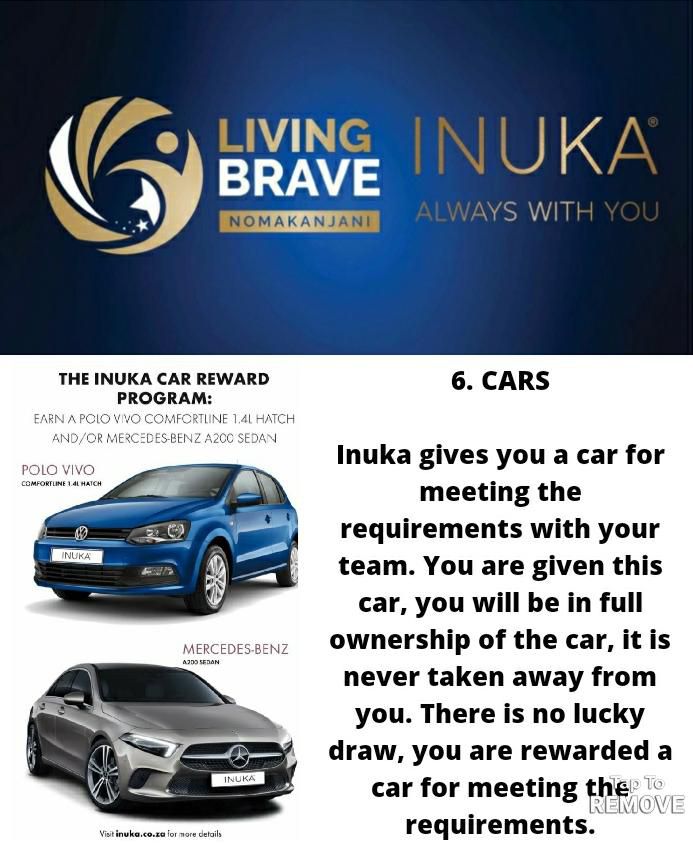 LIVING
BRAVE
NOMAKANJANI
INUKA®
ALWAYS WITH YOU
THE INUKA CAR REWARD
PROGRAM:
EARN A POLO VIVO COMFORTLINE 1.4L HATCH
AND/OR MERCEDES-BENZ A200 SEDAN
POLO VIVO
COMFORTLINE 1.4L HATCH
INUKA
MERCEDES-BENZ
A200 SEDAN
INUKA
Visit inuka.co.za for more details
6. CARS
Inuka gives you a car for
meeting the
requirements with your
team. You are given this
car, you will be in full
ownership of the car, it is
never taken away from
you. There is no lucky
draw, you are rewarded a
car for meeting the
requirements.
Tap To
REMOVE